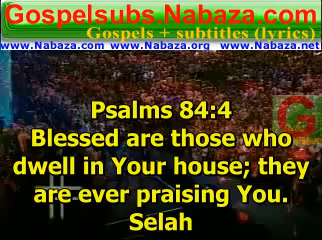 Gospelsubs.Nabaza.com
Gospels + subtitles (lyrics)
www.Nabaza.com www.Nabaza.org www.Nabaza.net
G
Psalms 84:4
Blessed are those who
dwell in Your house; they
are ever praising You.
Selah